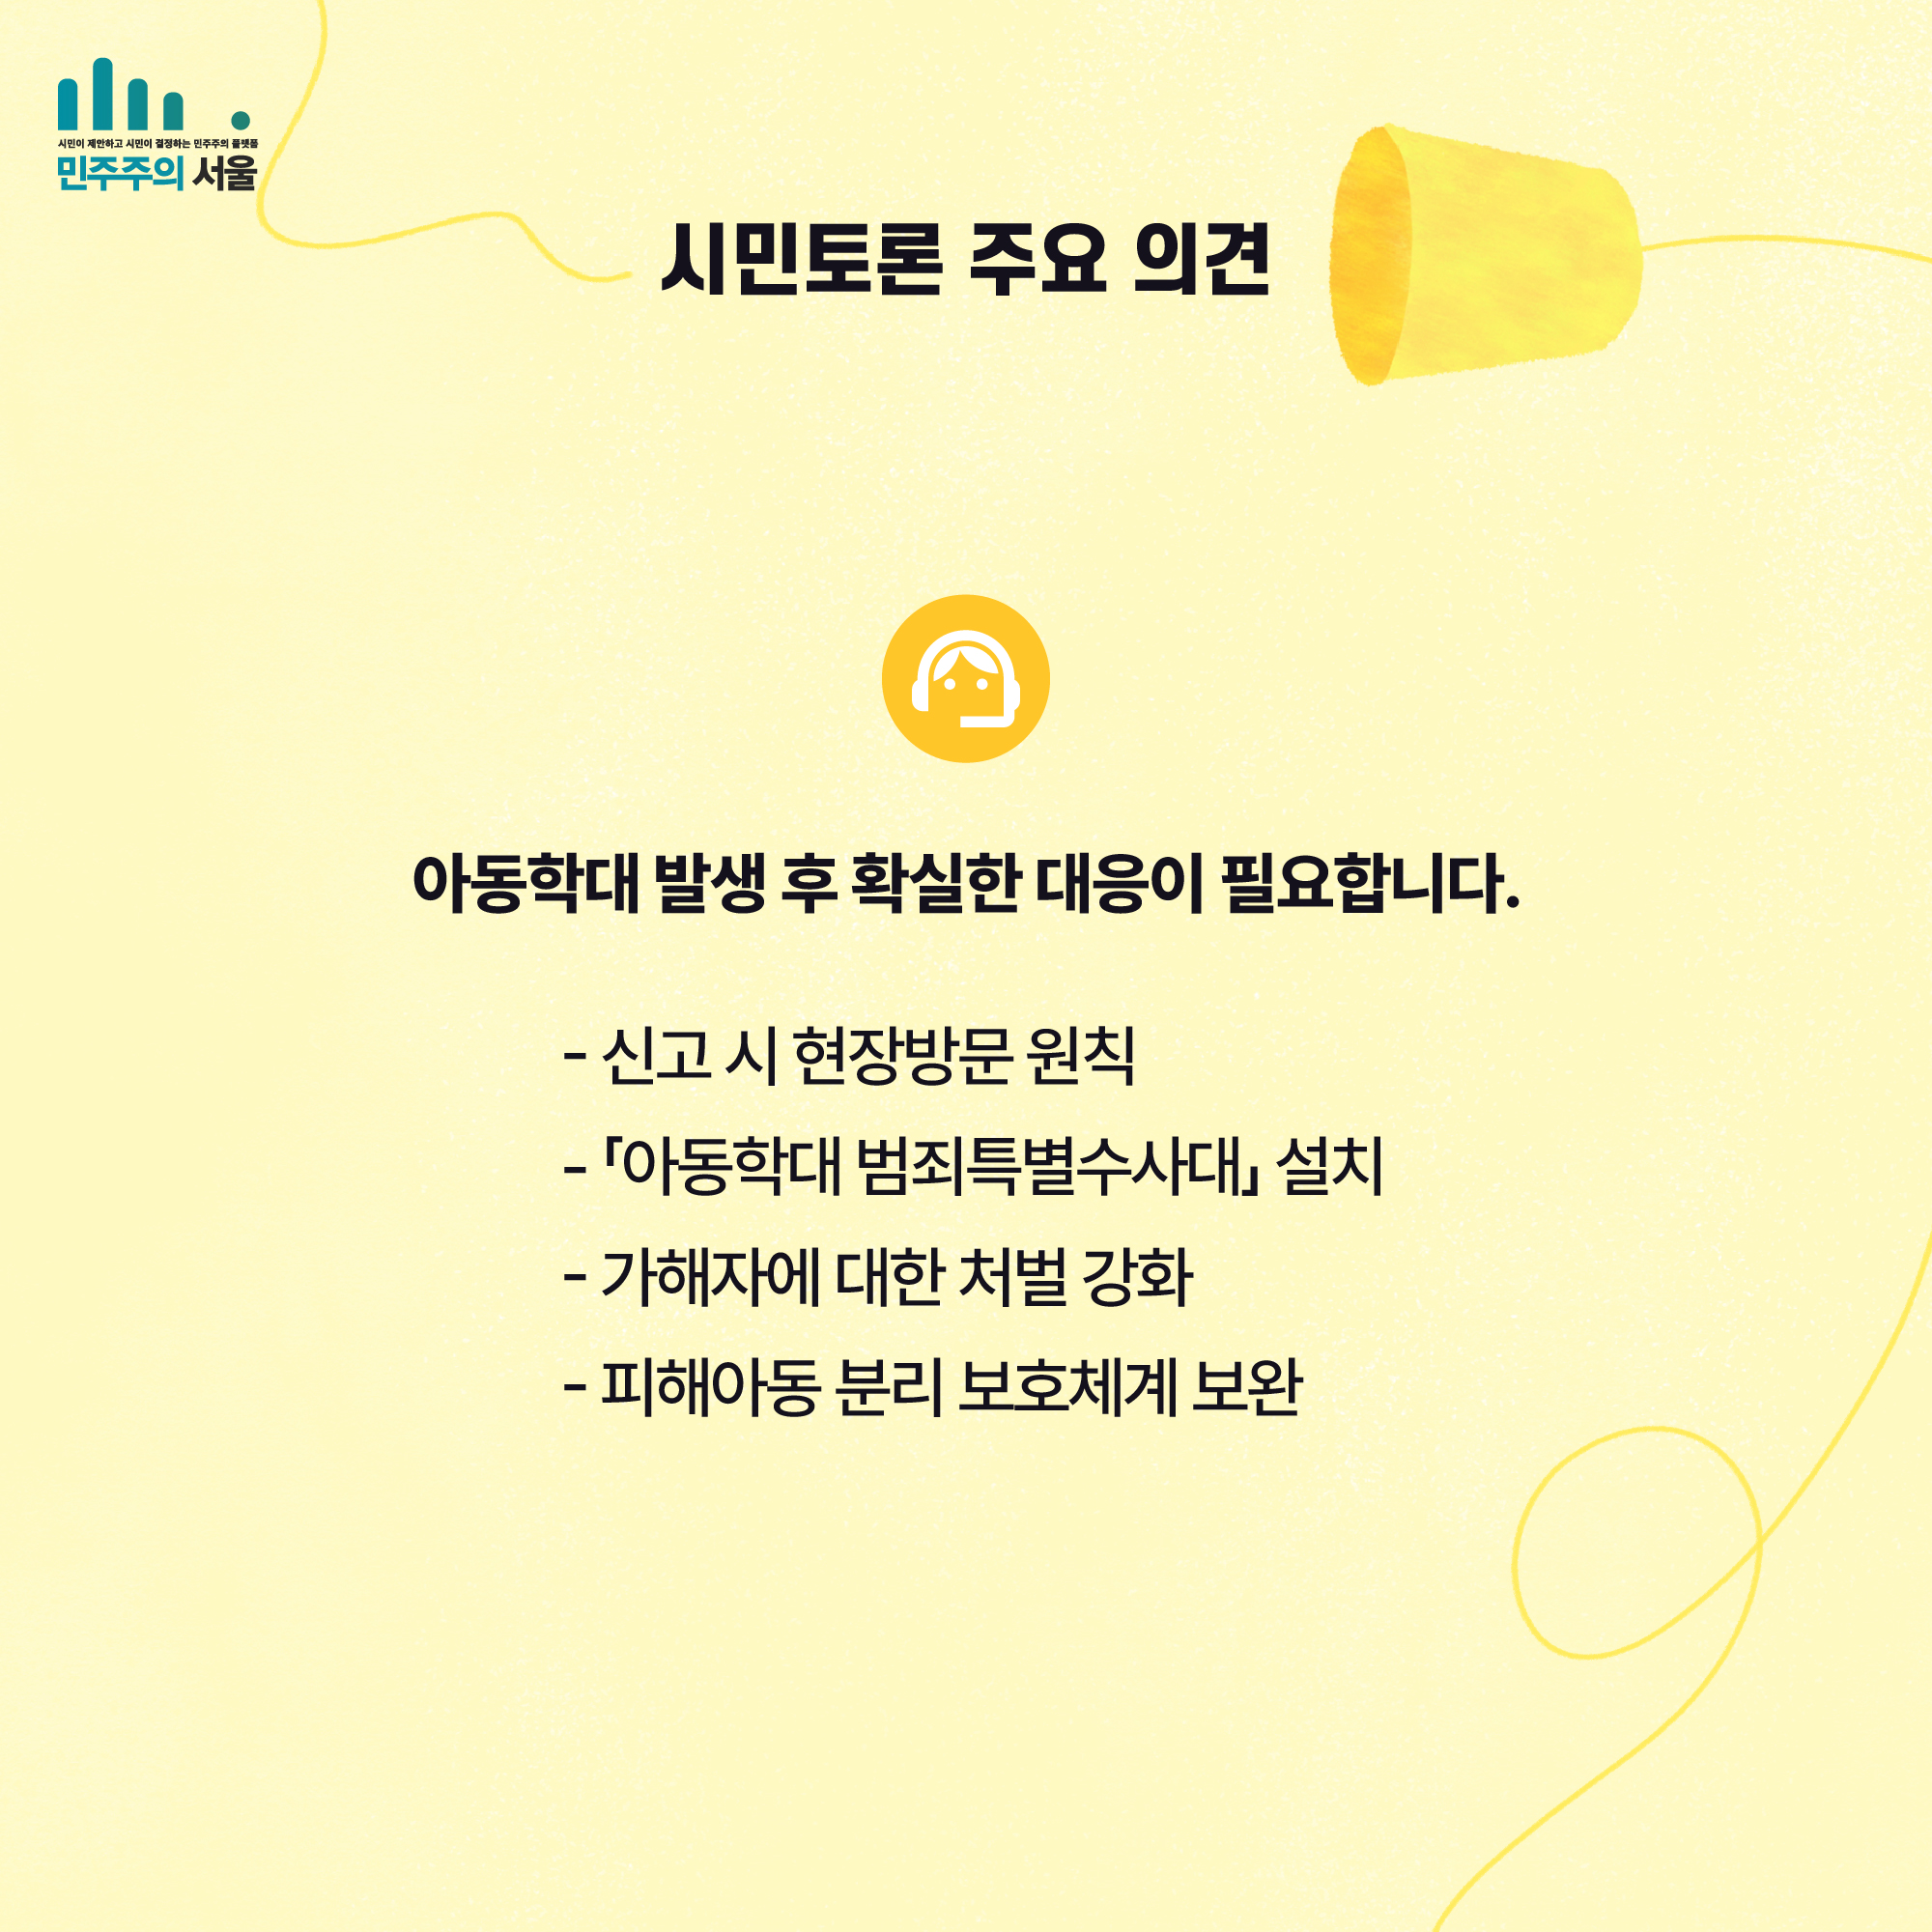 시민이 제안하고 시민이 결정하는 민주주의 플랫폼
민주주의 서울
시민토론 주요 의견
아동학대 발생 후 확실한 대응이 필요합니다.
- 신고 시 현장방문 원칙
- 「아동학대 범죄특별수사대」 설치
- 가해자에 대한 처벌 강화
- 피해아동 분리 보호체계 보완